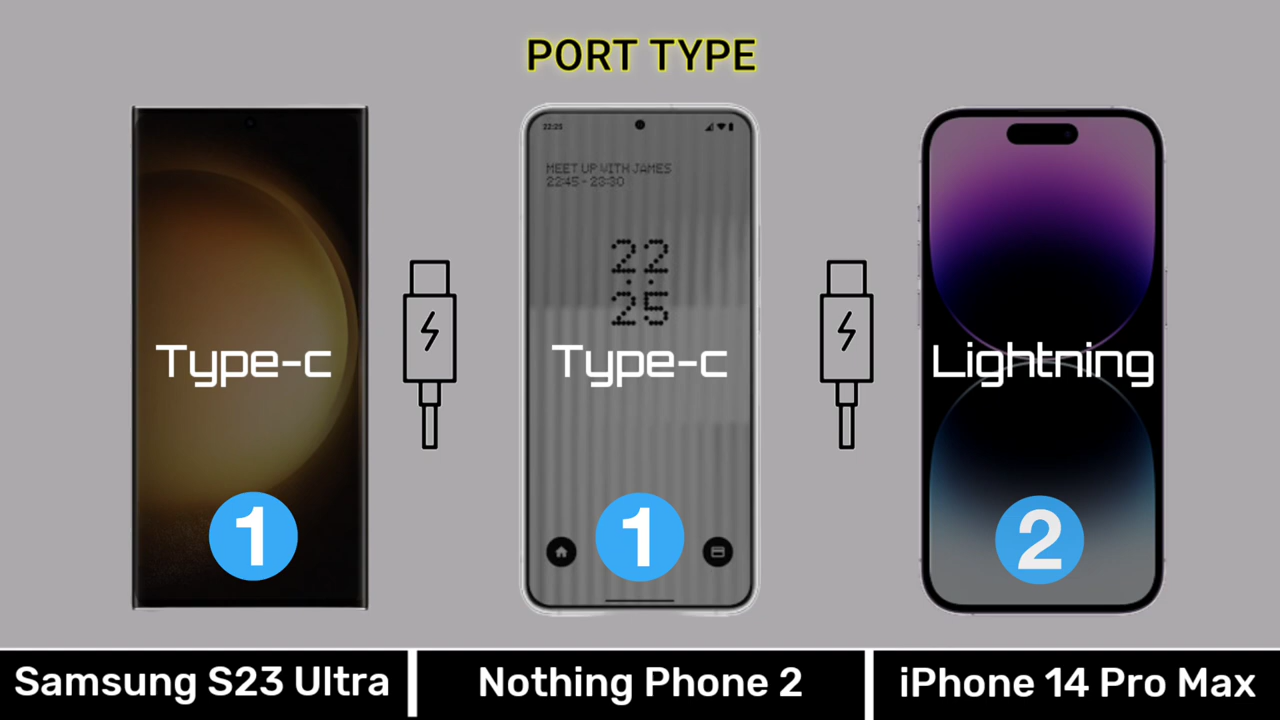 PORT TYPE
22:25
MEET UP WITH JAMES
22:45 - 23:30
22
:
25
Type-c
Type-c
Lightning
1
1
2
Samsung S23 Ultra
Nothing Phone 2
iPhone 14 Pro Max